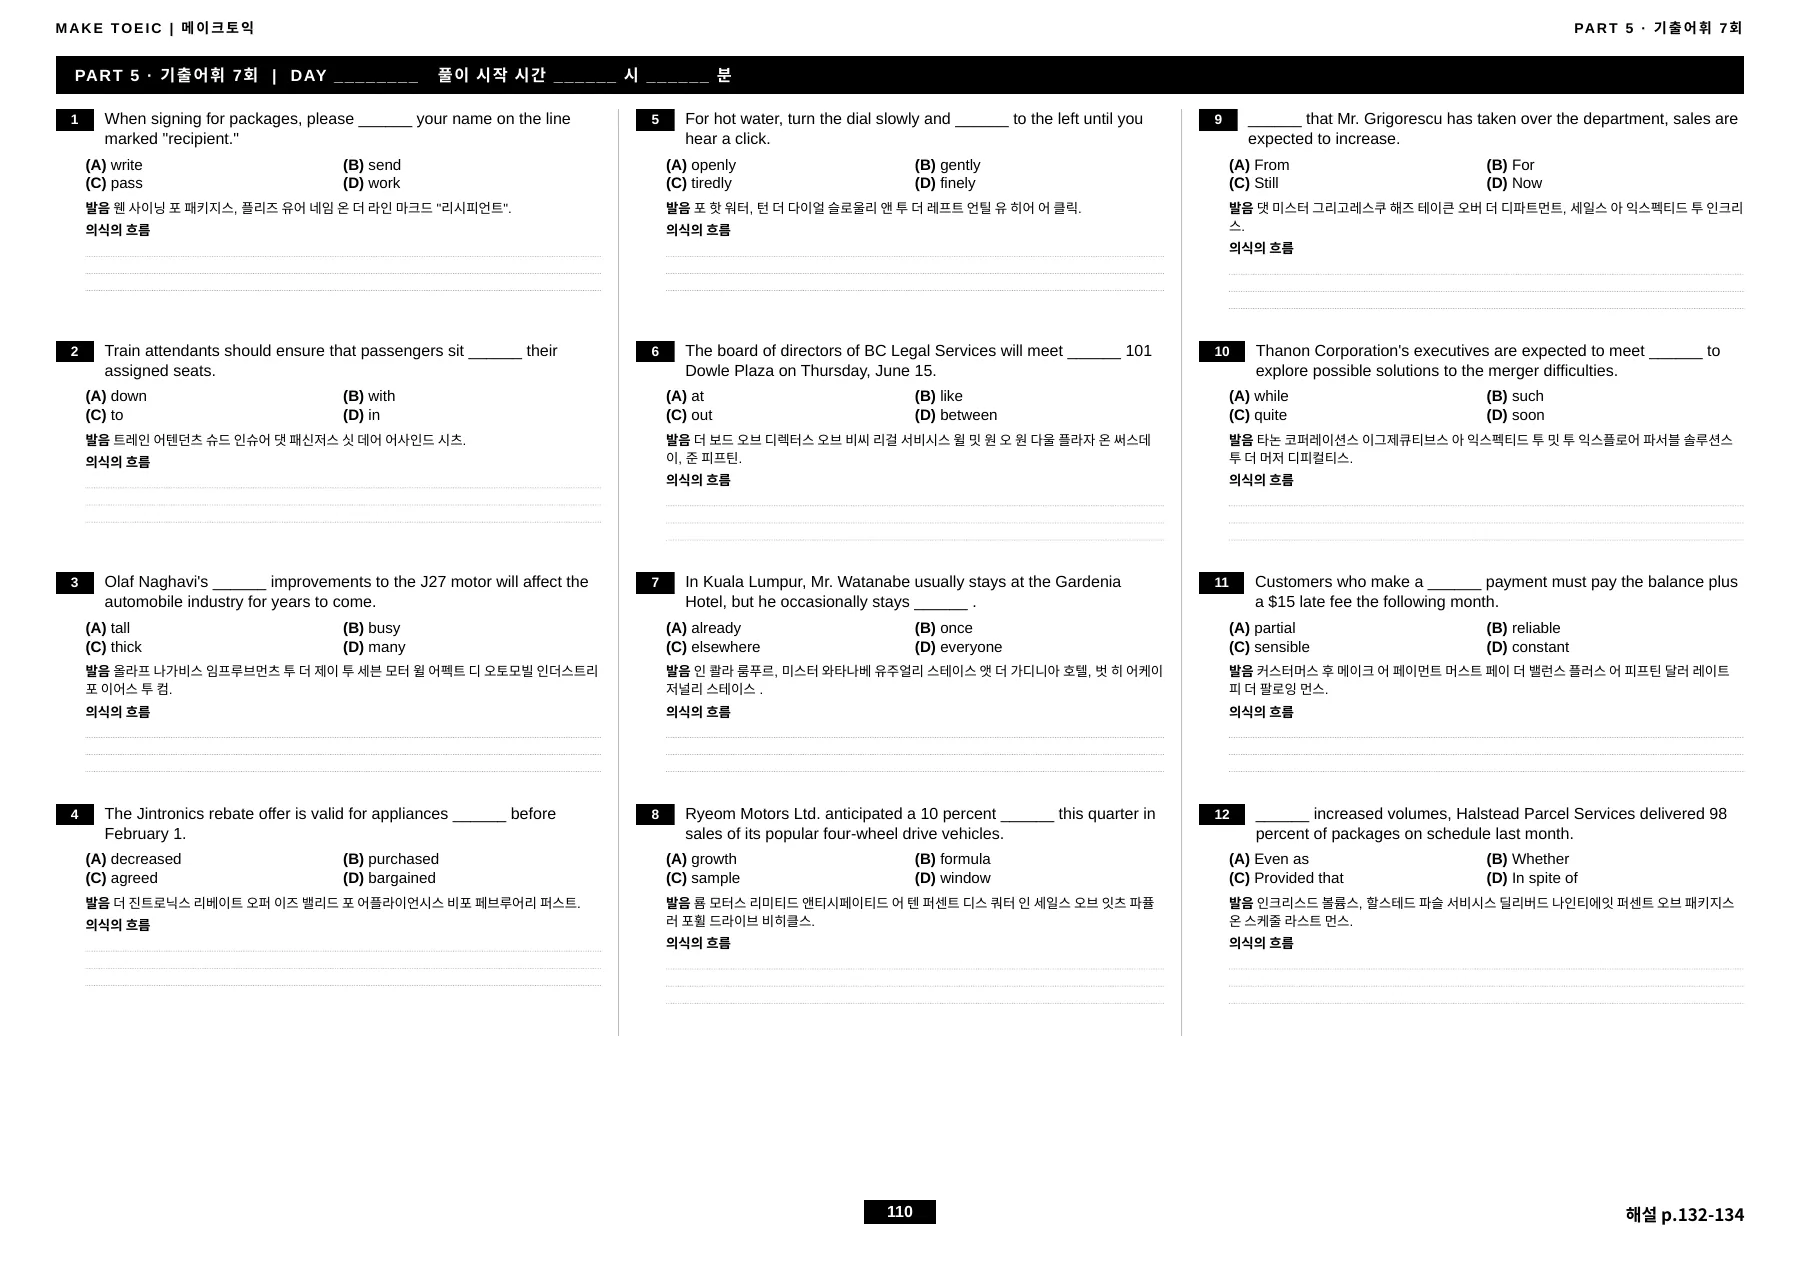 MAKE TOEIC | 메이크토익
PART 5 · 기출어휘 7회
PART 5 · 기출어휘 7회 | DAY ________ 풀이 시작 시간 ______ 시 ______ 분
1 When signing for packages, please ______ your name on the line
marked "recipient."
(A) write (B) send
(C) pass (D) work
발음 웬 사이닝 포 패키지스, 플리즈 유어 네임 온 더 라인 마크드 "리시피언트".
의식의 흐름
2 Train attendants should ensure that passengers sit ______ their
assigned seats.
(A) down (B) with
(C) to (D) in
발음 트레인 어텐던츠 슈드 인슈어 댓 패신저스 싯 데어 어사인드 시츠.
의식의 흐름
3 Olaf Naghavi's ______ improvements to the J27 motor will affect the
automobile industry for years to come.
(A) tall (B) busy
(C) thick (D) many
발음 올라프 나가비스 임프루브먼츠 투 더 제이 투 세븐 모터 윌 어펙트 디 오토모빌 인더스트리
포 이어스 투 컴.
의식의 흐름
4 The Jintronics rebate offer is valid for appliances ______ before
February 1.
(A) decreased (B) purchased
(C) agreed (D) bargained
발음 더 진트로닉스 리베이트 오퍼 이즈 밸리드 포 어플라이언시스 비포 페브루어리 퍼스트.
의식의 흐름
5 For hot water, turn the dial slowly and ______ to the left until you
hear a click.
(A) openly (B) gently
(C) tiredly (D) finely
발음 포 핫 워터, 턴 더 다이얼 슬로울리 앤 투 더 레프트 언틸 유 히어 어 클릭.
의식의 흐름
6 The board of directors of BC Legal Services will meet ______ 101
Dowle Plaza on Thursday, June 15.
(A) at (B) like
(C) out (D) between
발음 더 보드 오브 디렉터스 오브 비씨 리걸 서비시스 윌 밋 원 오 원 다울 플라자 온 써스데
이, 준 피프틴.
의식의 흐름
7 In Kuala Lumpur, Mr. Watanabe usually stays at the Gardenia
Hotel, but he occasionally stays ______ .
(A) already (B) once
(C) elsewhere (D) everyone
발음 인 콸라 룸푸르, 미스터 와타나베 유주얼리 스테이스 앳 더 가디니아 호텔, 벗 히 어케이
저널리 스테이스 .
의식의 흐름
8 Ryeom Motors Ltd. anticipated a 10 percent ______ this quarter in
sales of its popular four-wheel drive vehicles.
(A) growth (B) formula
(C) sample (D) window
발음 룜 모터스 리미티드 앤티시페이티드 어 텐 퍼센트 디스 쿼터 인 세일스 오브 잇츠 파퓰
러 포휠 드라이브 비히클스.
의식의 흐름
9 ______ that Mr. Grigorescu has taken over the department, sales are
expected to increase.
(A) From (B) For
(C) Still (D) Now
발음 댓 미스터 그리고레스쿠 해즈 테이큰 오버 더 디파트먼트, 세일스 아 익스펙티드 투 인크리
스.
의식의 흐름
10 Thanon Corporation's executives are expected to meet ______ to
explore possible solutions to the merger difficulties.
(A) while (B) such
(C) quite (D) soon
발음 타논 코퍼레이션스 이그제큐티브스 아 익스펙티드 투 밋 투 익스플로어 파서블 솔루션스
투 더 머저 디피컬티스.
의식의 흐름
11 Customers who make a ______ payment must pay the balance plus
a $15 late fee the following month.
(A) partial (B) reliable
(C) sensible (D) constant
발음 커스터머스 후 메이크 어 페이먼트 머스트 페이 더 밸런스 플러스 어 피프틴 달러 레이트
피 더 팔로잉 먼스.
의식의 흐름
12 ______ increased volumes, Halstead Parcel Services delivered 98
percent of packages on schedule last month.
(A) Even as (B) Whether
(C) Provided that (D) In spite of
발음 인크리스드 볼륨스, 할스테드 파슬 서비시스 딜리버드 나인티에잇 퍼센트 오브 패키지스
온 스케줄 라스트 먼스.
의식의 흐름
110
해설 p.132-134